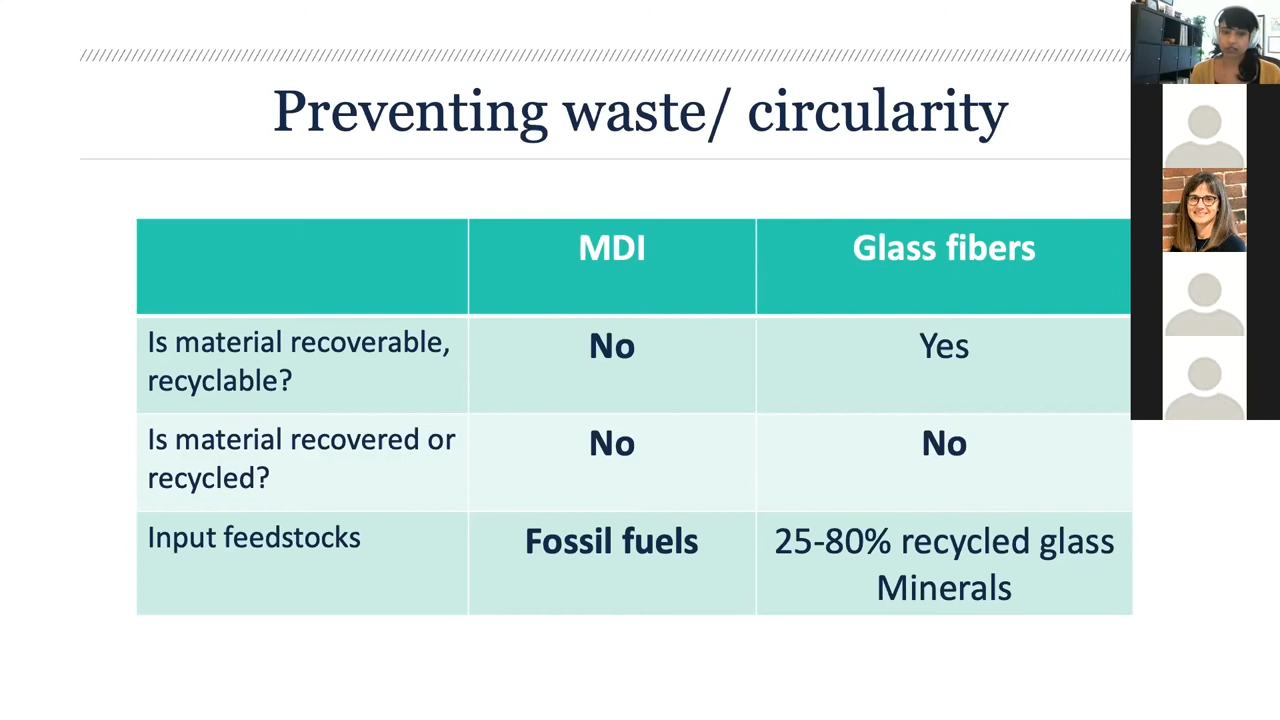 Preventing waste/ circularity
MDI
Glass fibers
Is material recoverable,
recyclable?
No
Yes
Is material recovered or
recycled?
No
No
Input feedstocks
Fossil fuels
25-80% recycled glass
Minerals